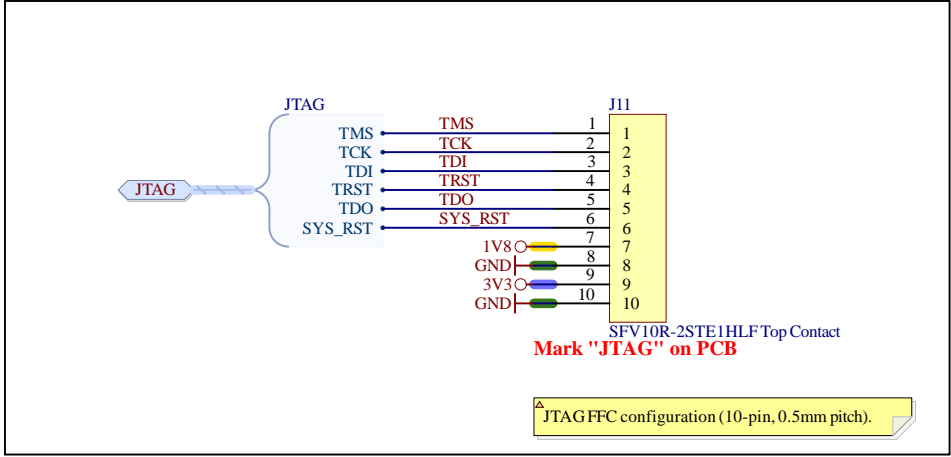 JTAG J11
TMS TMS 1 1
TCK TCK 2 2
TDI TDI 3 3
JTAG TRST TRST 4 4
TDO TDO 5 5
SYS_RST SYS_RST 6 6
1V8 7 7
GND 8 8
3V3 9 9
GND 10 10
SFV10R-2STE1HLF Top Contact
Mark "JTAG" on PCB
JTAG FFC configuration (10-pin, 0.5mm pitch).